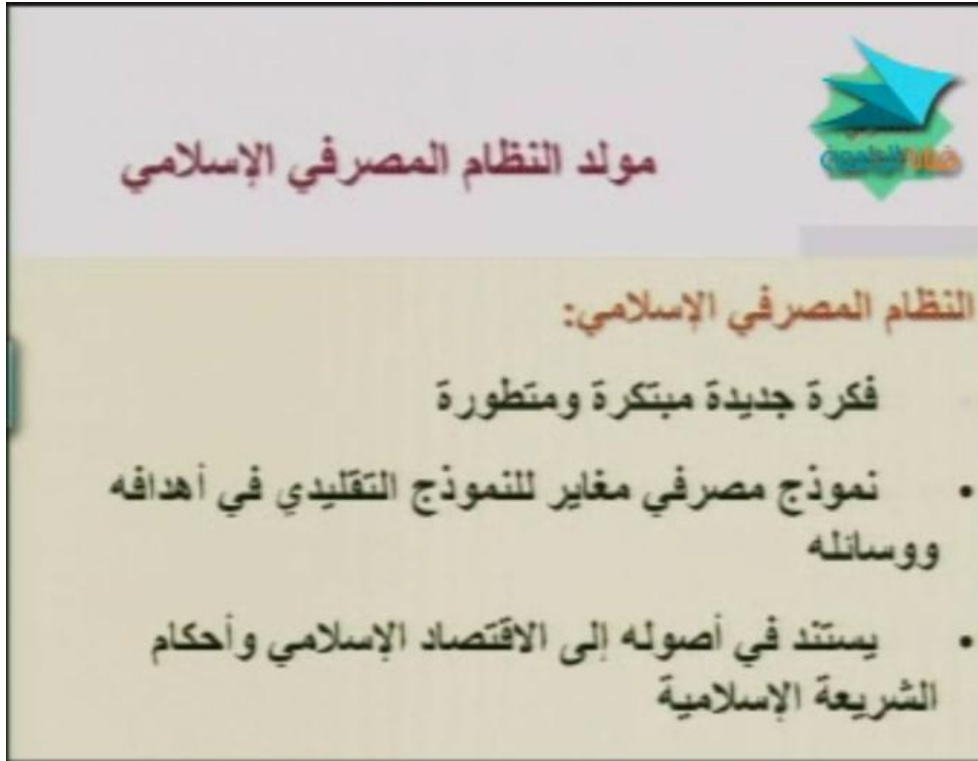 مولد النظام المصرفي الإسلامي
النظام المصرفي الإسلامي:
فكرة جديدة مبتكرة ومتطورة
• نموذج مصرفي مغاير للنموذج التقليدي في أهدافه
ووسائله
• يستند في أصوله إلى الاقتصاد الإسلامي وأحكام
الشريعة الإسلامية